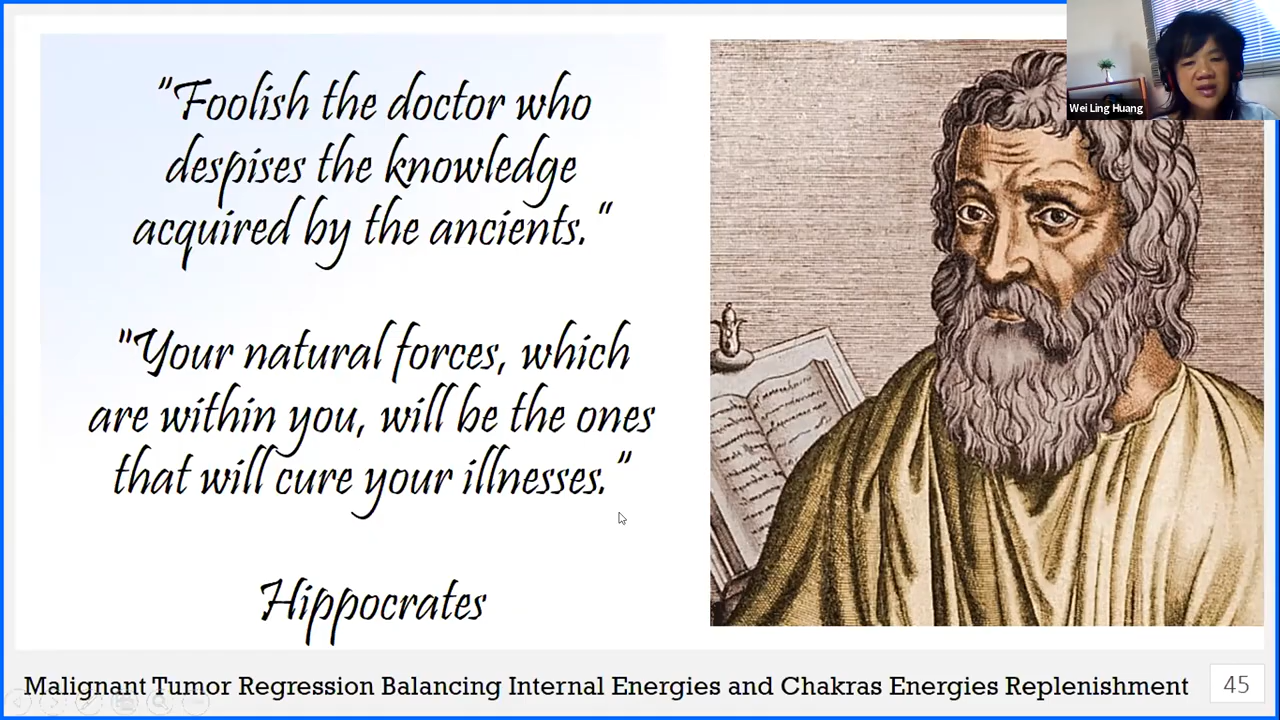 "Foolish the doctor who
despises the knowledge
acquired by the ancients."
"Your natural forces, which
are within you, will be the ones
that will cure your illnesses."
Hippocrates
Wei Ling Huang
Malignant Tumor Regression Balancing Internal Energies and Chakras Energies Replenishment
45